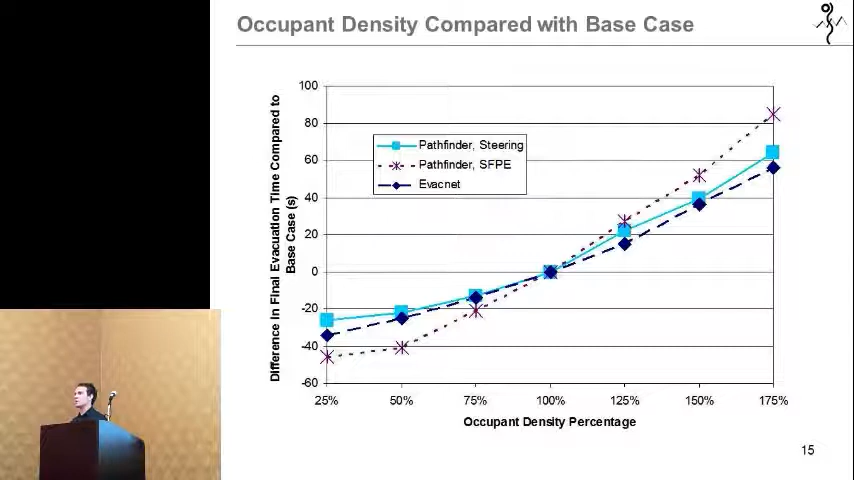 Occupant Density Compared with Base Case
Difference In Final Evacuation Time Compared to
Base Case (s)
100
80
60
40
20
0
-20
-40
-60
Pathfinder, Steering
Pathfinder, SFPE
Evacnet
25% 50% 75% 100% 125% 150% 175%
Occupant Density Percentage
15